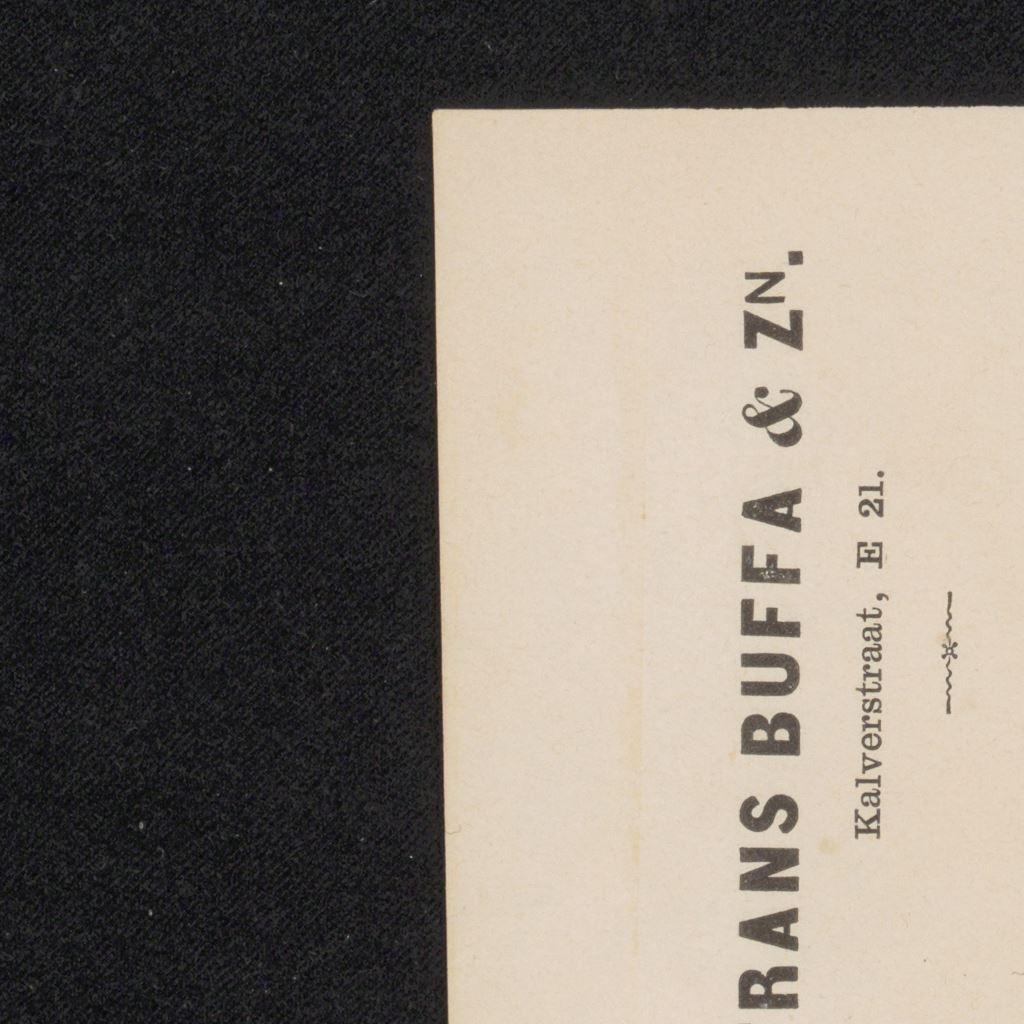 RANS BUFFA & ZN.
Kalverstraat, E 21.